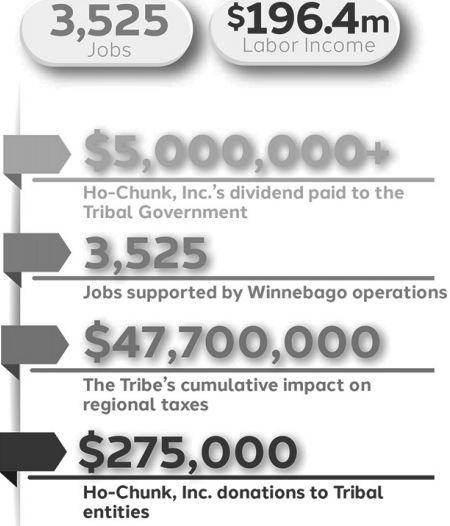 3,525
Jobs
$196.4m
Labor Income
$5,000,000+
Ho-Chunk, Inc.’s dividend paid to the
Tribal Government
3,525
Jobs supported by Winnebago operations
$47,700,000
The Tribe’s cumulative impact on
regional taxes
$275,000
Ho-Chunk, Inc. donations to Tribal
entities